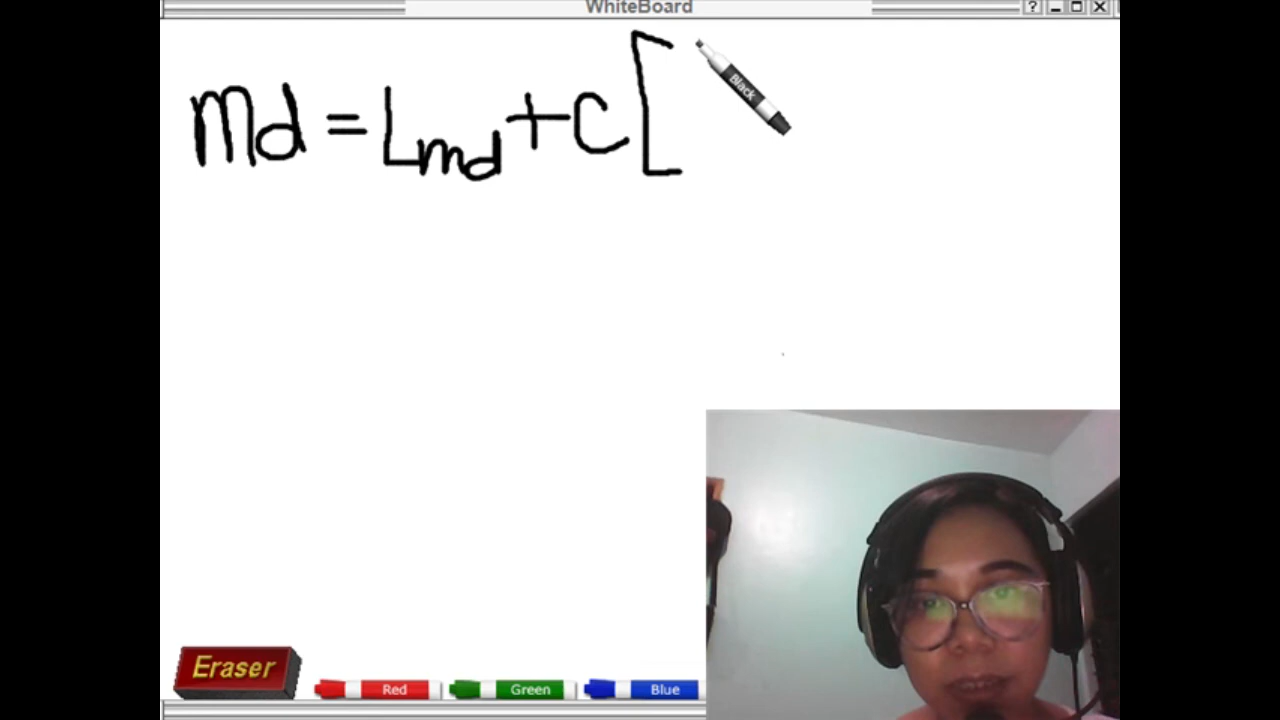 WhiteBoard
md = Lmd + C [
Black
Eraser
Red Green Blue